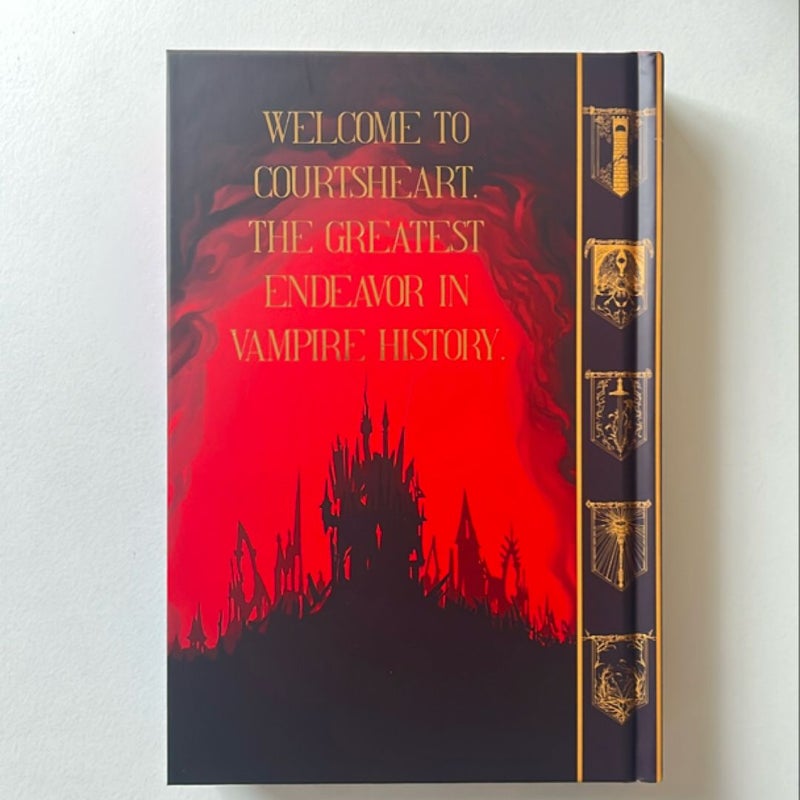 WELCOME TO
COURTSHEART.
THE GREATEST
ENDEAVOR IN
VAMPIRE HISTORY.